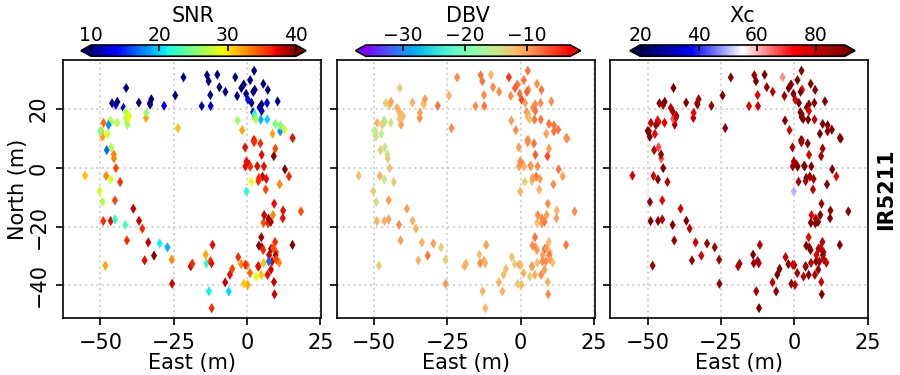 SNR DBV Xc
10 20 30 40 −30 −20 −10 20 40 60 80
20
0
−20
−40
North (m)
−50 −25 0 25 −50 −25 0 25 −50 −25 0 25
East (m) East (m) East (m)
IR5211